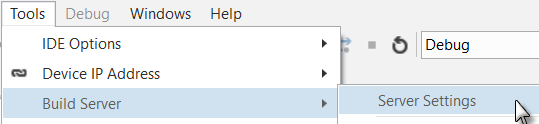 Tools Debug Windows Help
IDE Options
Debug
Device IP Address
Build Server
Server Settings